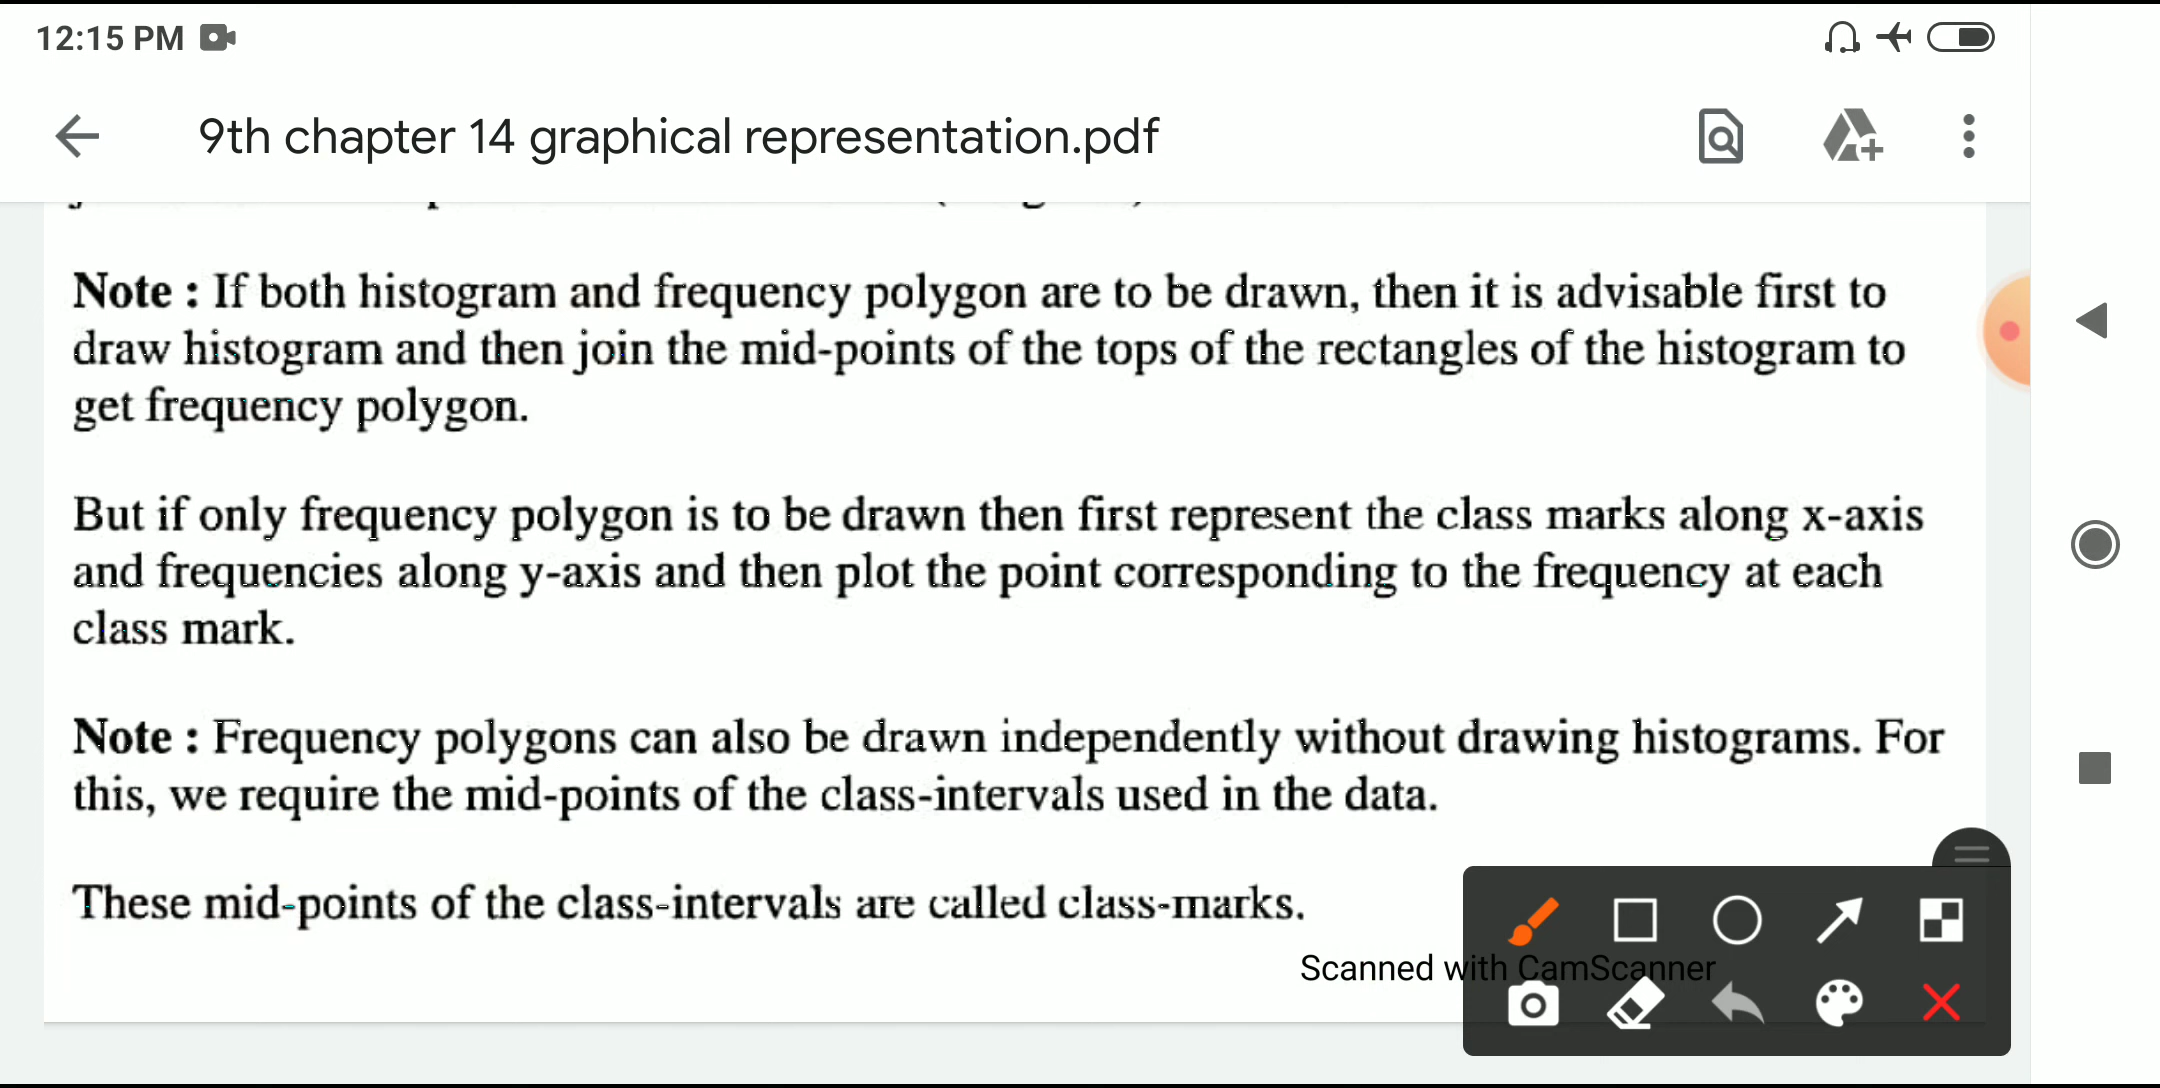 12:15 PM
9th chapter 14 graphical representation.pdf
Note : If both histogram and frequency polygon are to be drawn, then it is advisable first to
draw histogram and then join the mid-points of the tops of the rectangles of the histogram to
get frequency polygon.
But if only frequency polygon is to be drawn then first represent the class marks along x-axis
and frequencies along y-axis and then plot the point corresponding to the frequency at each
class mark.
Note : Frequency polygons can also be drawn independently without drawing histograms. For
this, we require the mid-points of the class-intervals used in the data.
These mid-points of the class-intervals are called class-marks.
Scanned with CamScanner